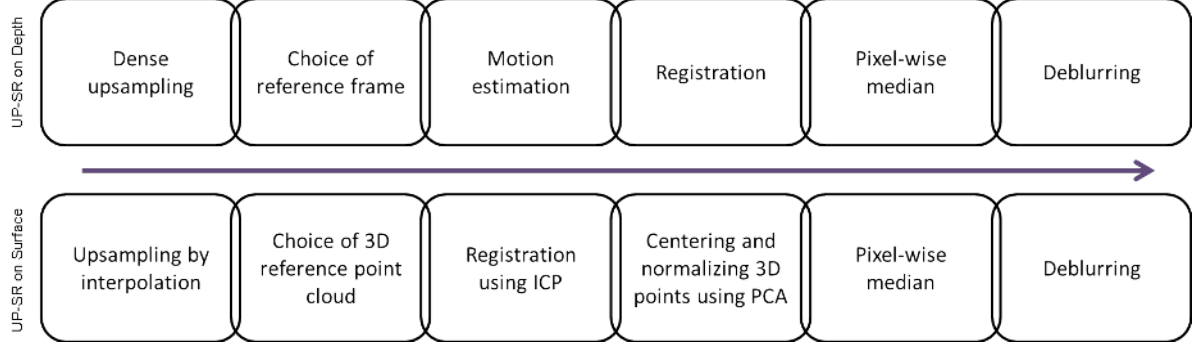 UP-SR on Depth
Dense
upsampling
Choice of
reference frame
Motion
estimation
Registration
Pixel-wise
median
Deblurring
UP-SR on Surface
Upsampling by
interpolation
Choice of 3D
reference point
cloud
Registration
using ICP
Centering and
normalizing 3D
points using PCA
Pixel-wise
median
Deblurring